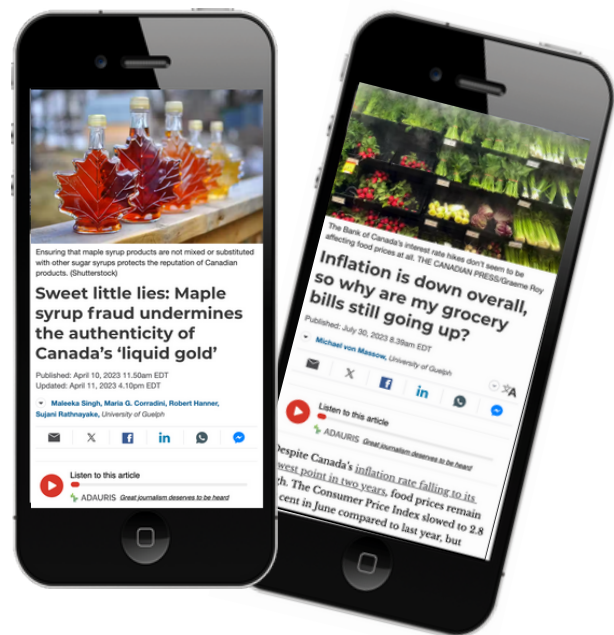 Ensuring that maple syrup products are not mixed or substituted
with other sugar syrups protects the reputation of Canadian
products. (Shutterstock)
Sweet little lies: Maple
syrup fraud undermines
the authenticity of
Canada's ‘liquid gold’
Published: April 10, 2023 11.50am EDT
Updated: April 11, 2023 4.10pm EDT
Maleeka Singh, Maria G. Corradini, Robert Hanner,
Sujani Rathnayake, University of Guelph
Listen to this article
ADAURIS Great journalism deserves to be heard
The Bank of Canada's interest rate hikes don't seem to be
affecting food prices at all. THE CANADIAN PRESS/Graeme Roy
Inflation is down overall,
so why are my grocery
bills still going up?
Published: July 30, 2023 8.39am EDT
Michael von Massow, University of Guelph
Listen to this article
ADAURIS Great journalism deserves to be heard
Despite Canada's inflation rate falling to its
west point in two years, food prices remain
gh. The Consumer Price Index slowed to 2.8
cent in June compared to last year, but